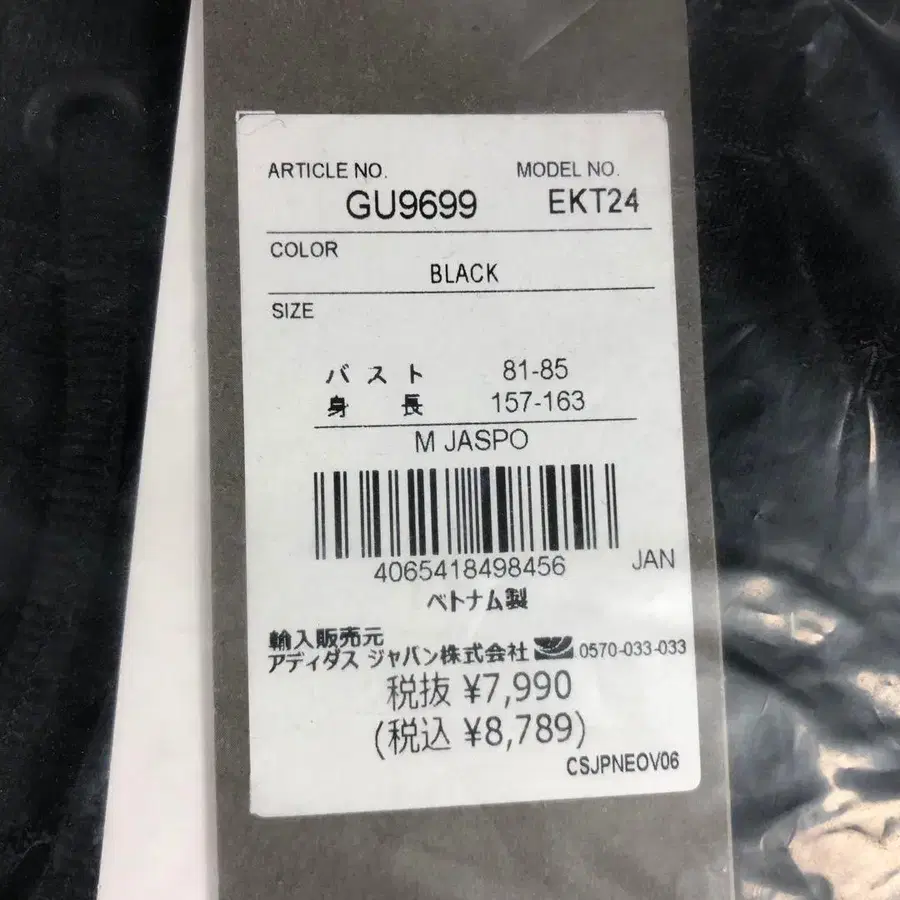 ARTICLE NO. MODEL NO.
GU9699 EKT24
COLOR
BLACK
SIZE
バスト 81-85
身長 157-163
M JASPO
4065418498456 JAN
ベトナム製
輸入販売元
アディダス ジャパン株式会社 0570-033-033
税抜 ¥7,990
(税込 ¥8,789)
CSJPNEOV06